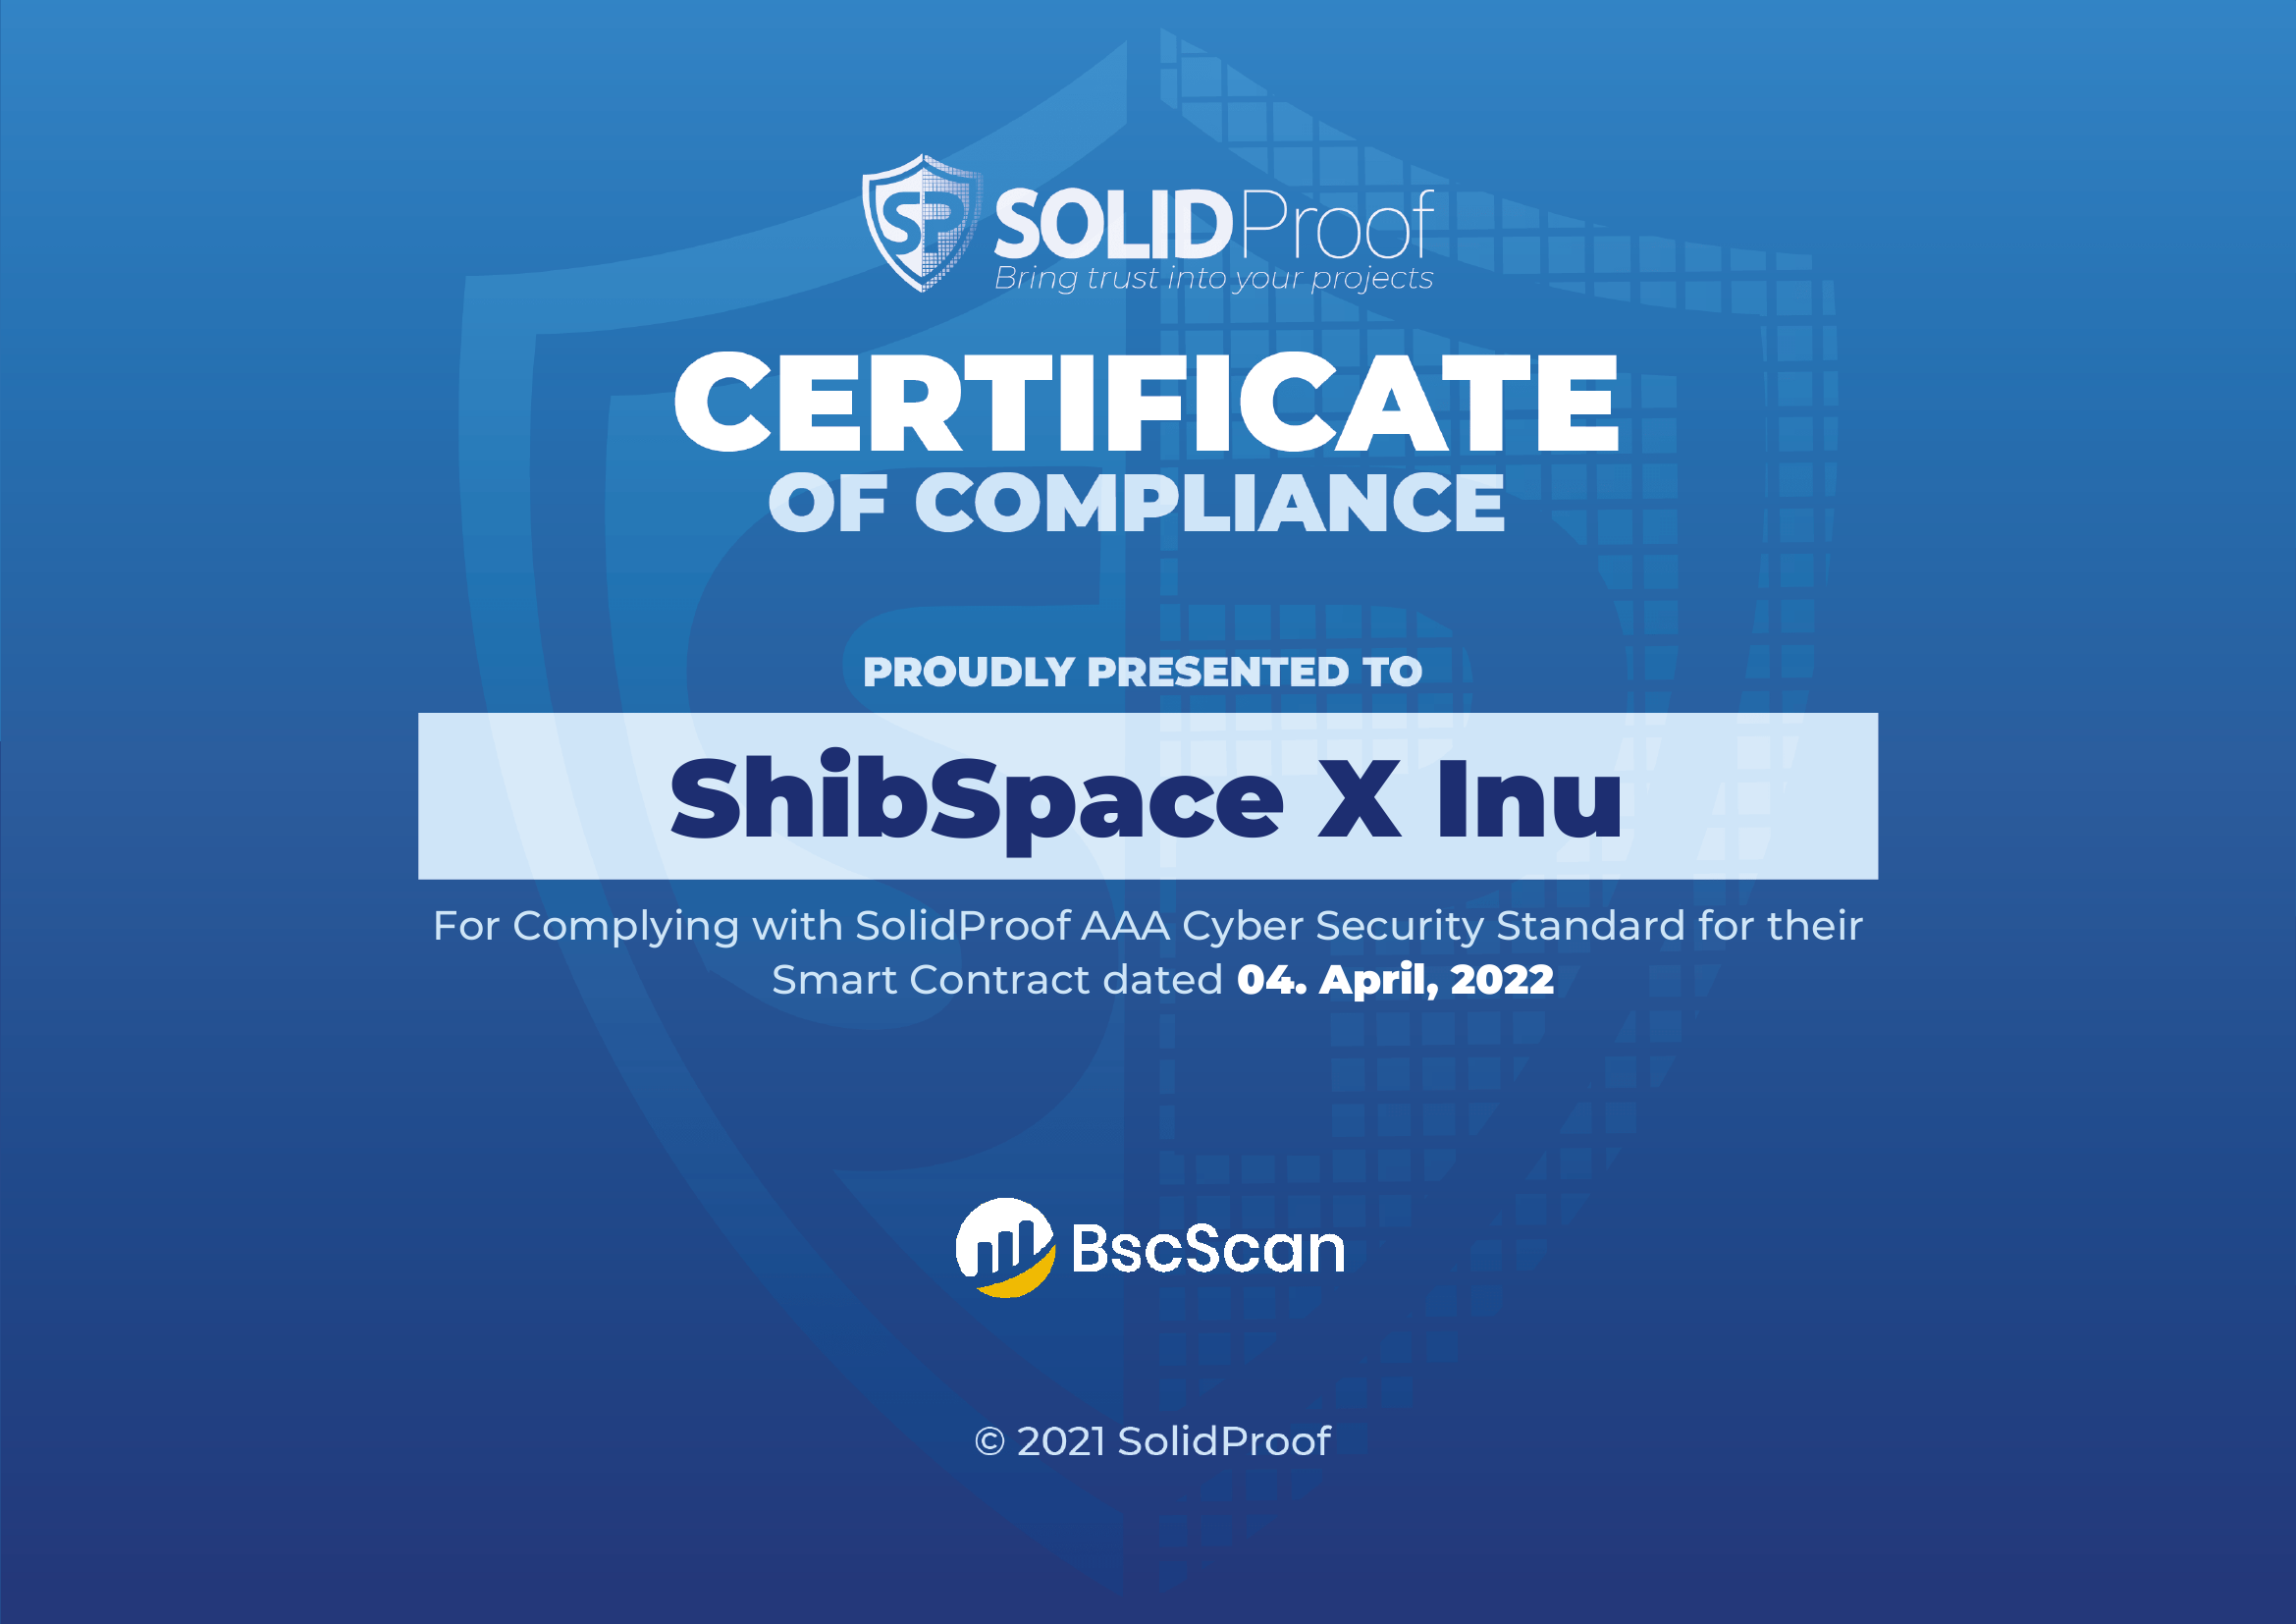 SP SOLIDProof
Bring trust into your projects
CERTIFICATE
OF COMPLIANCE
PROUDLY PRESENTED TO
ShibSpace X Inu
For Complying with SolidProof AAA Cyber Security Standard for their
Smart Contract dated 04. April, 2022
BscScan
© 2021 SolidProof